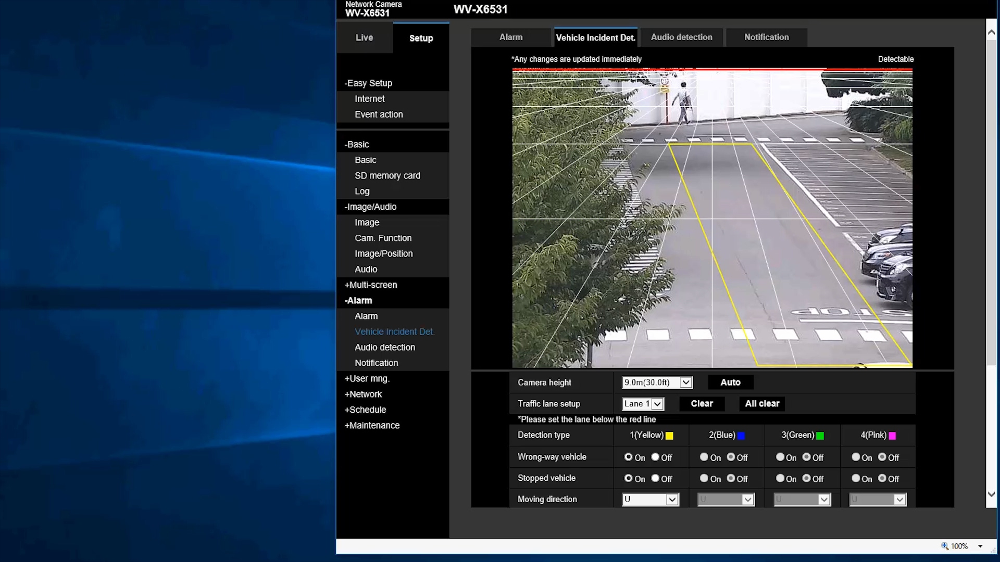 Network Camera
WV-X6531
WV-X6531
Live
Setup
Alarm
Vehicle Incident Det.
Audio detection
Notification
*Any changes are updated immediately
Detectable
-Easy Setup
Internet
Event action
-Basic
Basic
SD memory card
Log
-Image/Audio
Image
Cam. Function
Image/Position
Audio
+Multi-screen
-Alarm
Alarm
Vehicle Incident Det.
Audio detection
Notification
+User mng.
+Network
+Schedule
+Maintenance
STOP
Camera height 9.0m(30.0ft) Auto
Traffic lane setup Lane 1 Clear All clear
*Please set the lane below the red line
Detection type 1(Yellow) 2(Blue) 3(Green) 4(Pink)
Wrong-way vehicle On Off On Off On Off On Off
Stopped vehicle On Off On Off On Off On Off
Moving direction U U U U
100%